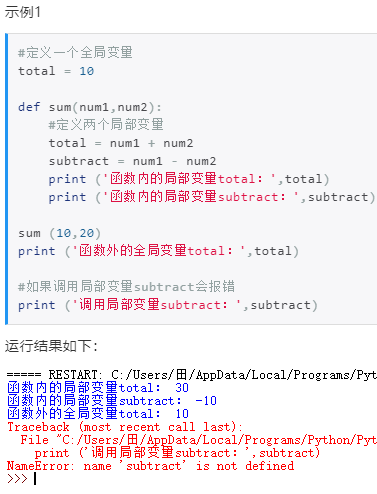 示例1
#定义一个全局变量
total = 10
def sum(num1,num2):
#定义两个局部变量
total = num1 + num2
subtract = num1 - num2
print ('函数内的局部变量total: ',total)
print ('函数内的局部变量subtract: ',subtract)
sum (10,20)
print ('函数外的全局变量total: ',total)
#如果调用局部变量subtract会报错
print ('调用局部变量subtract: ',subtract)
运行结果如下：
===== RESTART: C:/Users/田/AppData/Local/Programs/Pyt
函数内的局部变量total:  30
函数内的局部变量subtract:  -10
函数外的全局变量total:  10
Traceback (most recent call last):
File "C:/Users/田/AppData/Local/Programs/Python/Pyt
print ('调用局部变量subtract: ',subtract)
NameError: name 'subtract' is not defined
>>>